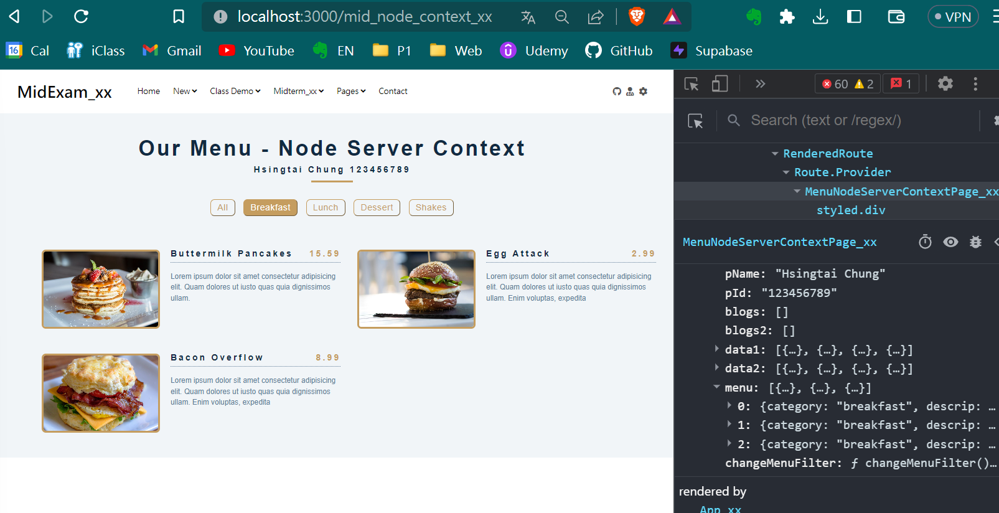 localhost:3000/mid_node_context_xx
VPN
16 Cal iClass Gmail YouTube EN P1 Web Udemy GitHub Supabase
MidExam_xx Home New Class Demo Midterm_xx Pages Contact
Our Menu - Node Server Context
Hsingtai Chung 123456789
All Breakfast Lunch Dessert Shakes
Buttermilk Pancakes 15.59
Lorem ipsum dolor sit amet consectetur adipisicing
elit. Quam dolores ut iusto quas quia dignissimos
ullam.
Egg Attack 2.99
Lorem ipsum dolor sit amet consectetur adipisicing
elit. Quam dolores ut iusto quas quia dignissimos
ullam. Enim voluptas, expedita
Bacon Overflow 8.99
Lorem ipsum dolor sit amet consectetur adipisicing
elit. Quam dolores ut iusto quas quia dignissimos
ullam. Enim voluptas, expedita
60 2 1
Search (text or /regex/)
RenderedRoute
Route.Provider
MenuNodeServerContextPage_xx
styled.div
MenuNodeServerContextPage_xx
pName: "Hsingtai Chung"
pId: "123456789"
blogs: []
blogs2: []
data1: [{…}, {…}, {…}, {…}]
data2: [{…}, {…}, {…}, {…}]
menu: [{…}, {…}, {…}]
0: {category: "breakfast", descrip: …
1: {category: "breakfast", descrip: …
2: {category: "breakfast", descrip: …
changeMenuFilter: ƒ changeMenuFilter()…
rendered by
App_xx